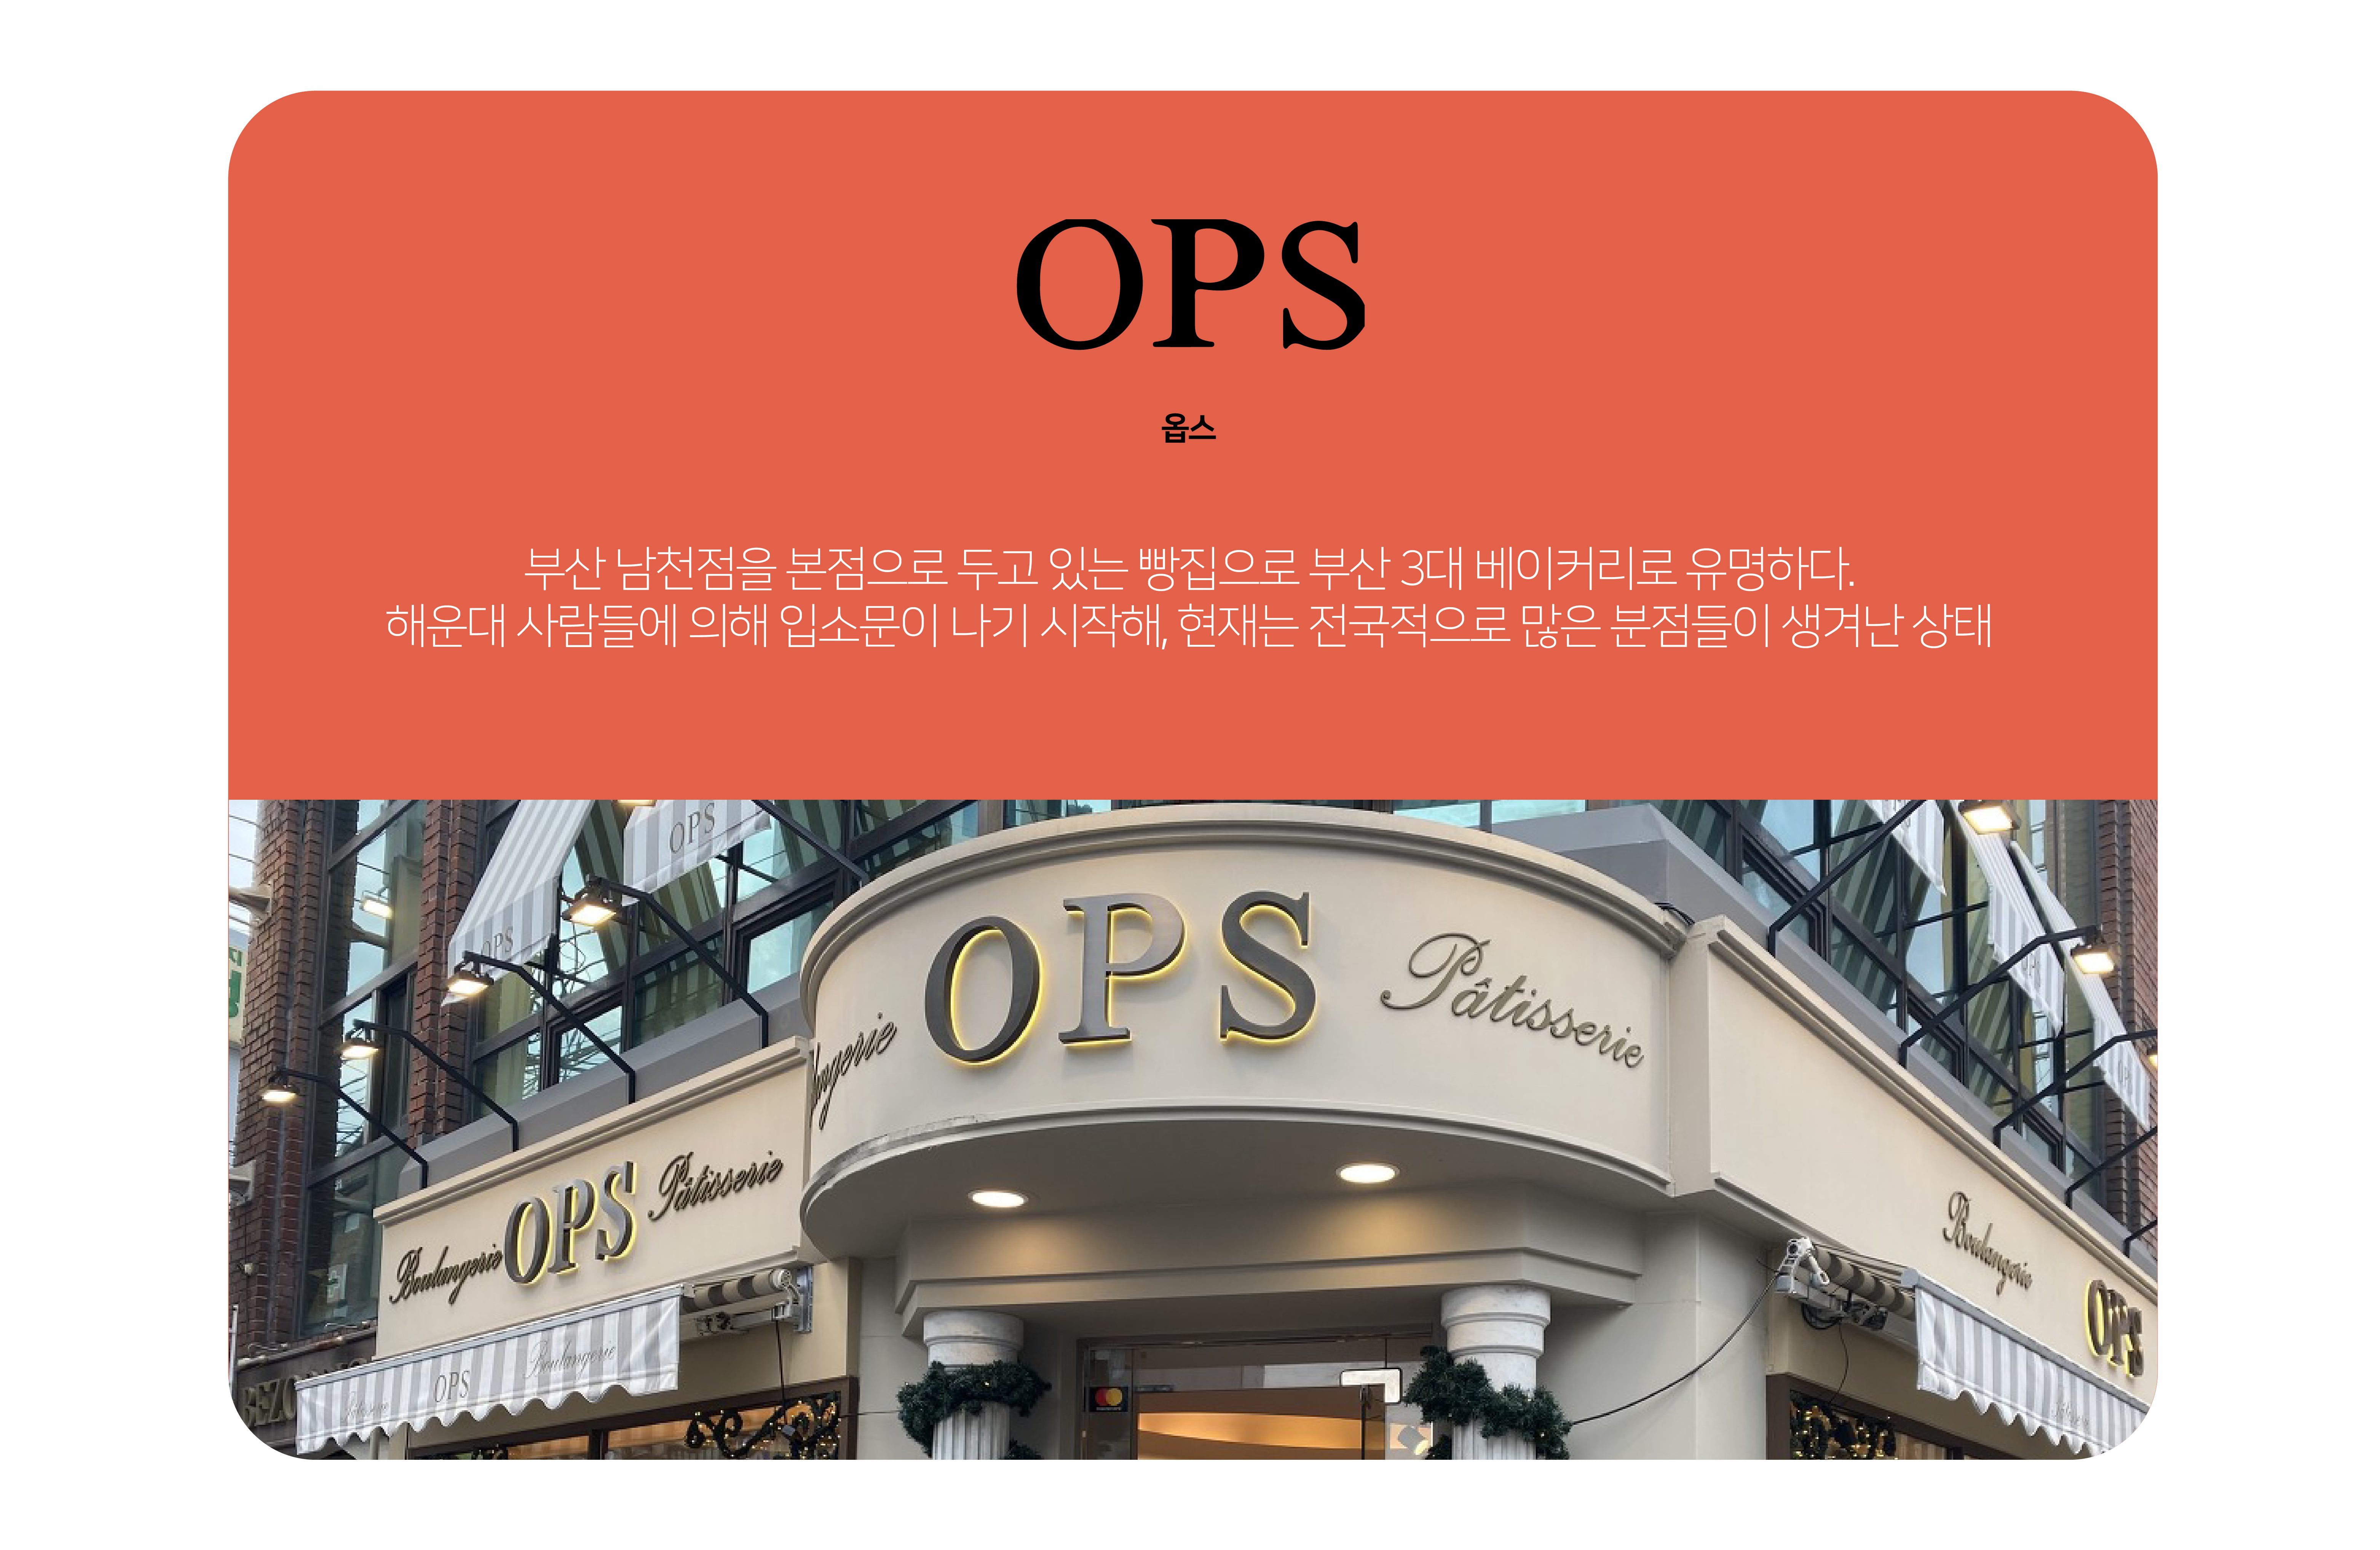 OPS
옵스
부산 남천점을 본점으로 두고 있는 빵집으로 부산 3대 베이커리로 유명하다.
해운대 사람들에 의해 입소문이 나기 시작해, 현재는 전국적으로 많은 분점들이 생겨난 상태
OPS
OPS
OPS Pâtisserie
Boulangerie OPS Pâtisserie
Boulangerie OPS
OPS Boulangerie